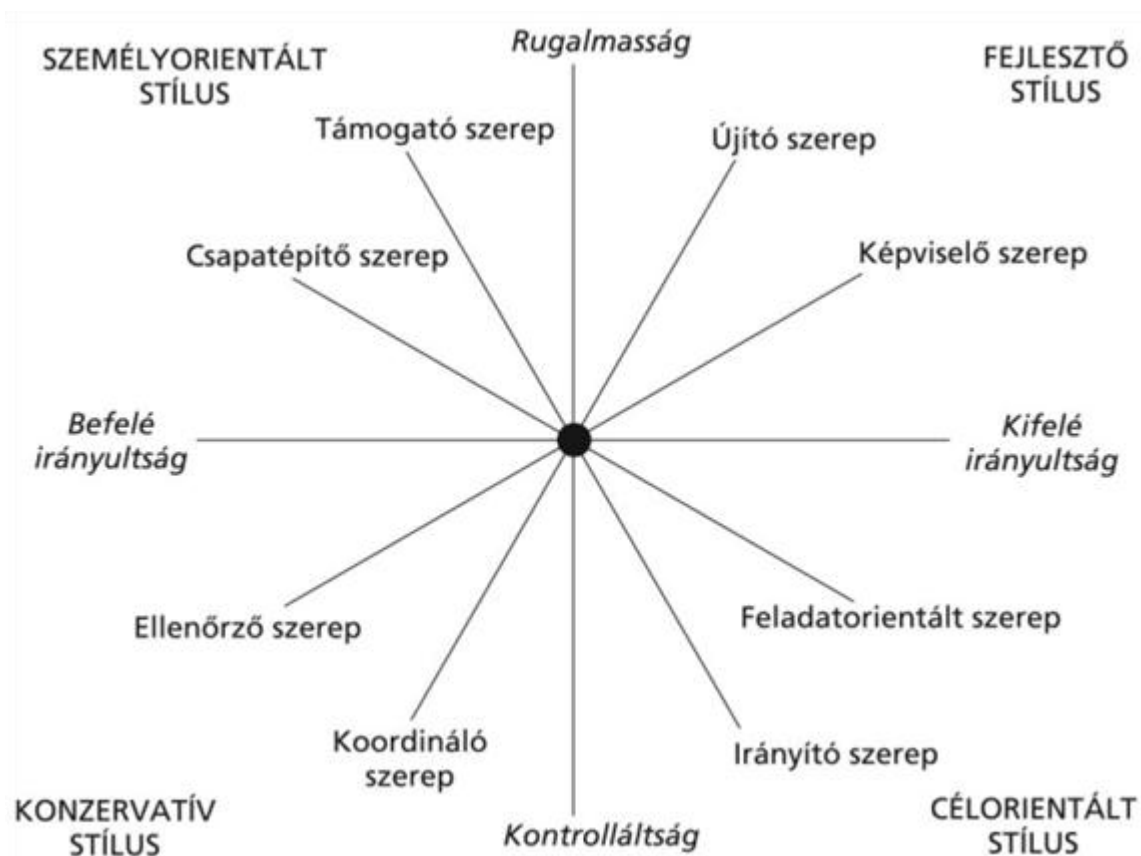 Rugalmasság
SZEMÉLYORIENTÁLT
STÍLUS
FEJLESZTŐ
STÍLUS
Támogató szerep
Újító szerep
Csapatépítő szerep
Képviselő szerep
Befelé
irányultság
Kifelé
irányultság
Ellenőrző szerep
Feladatorientált szerep
Koordináló
szerep
Irányító szerep
KONZERVATÍV
STÍLUS
Kontrolláltság
CÉLORIENTÁLT
STÍLUS